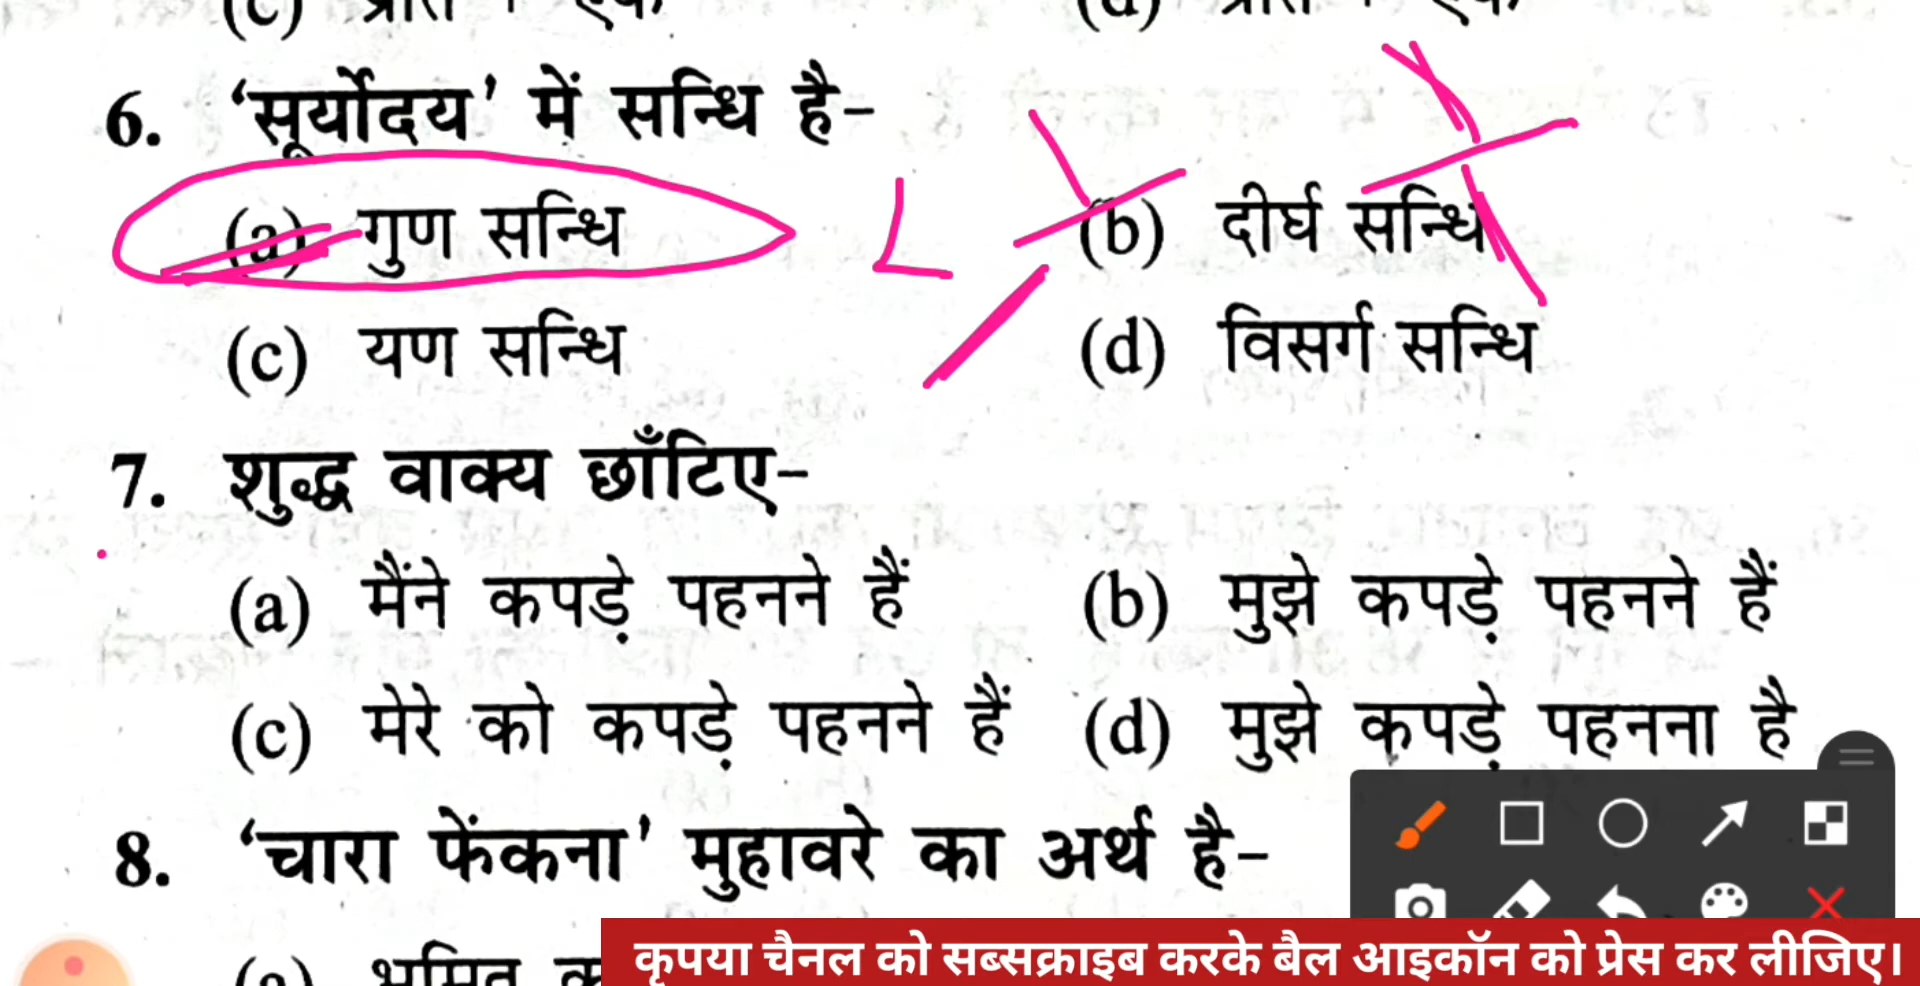 6. ‘सूर्योदय’ में सन्धि है-
(a) गुण सन्धि (b) दीर्घ सन्धि
(c) यण सन्धि (d) विसर्ग सन्धि
7. शुद्ध वाक्य छाँटिए-
(a) मैंने कपड़े पहनने हैं (b) मुझे कपड़े पहनने हैं
(c) मेरे को कपड़े पहनने हैं (d) मुझे कपड़े पहनना है
8. ‘चारा फेंकना’ मुहावरे का अर्थ है-
कृपया चैनल को सब्सक्राइब करके बैल आइकॉन को प्रेस कर लीजिए।